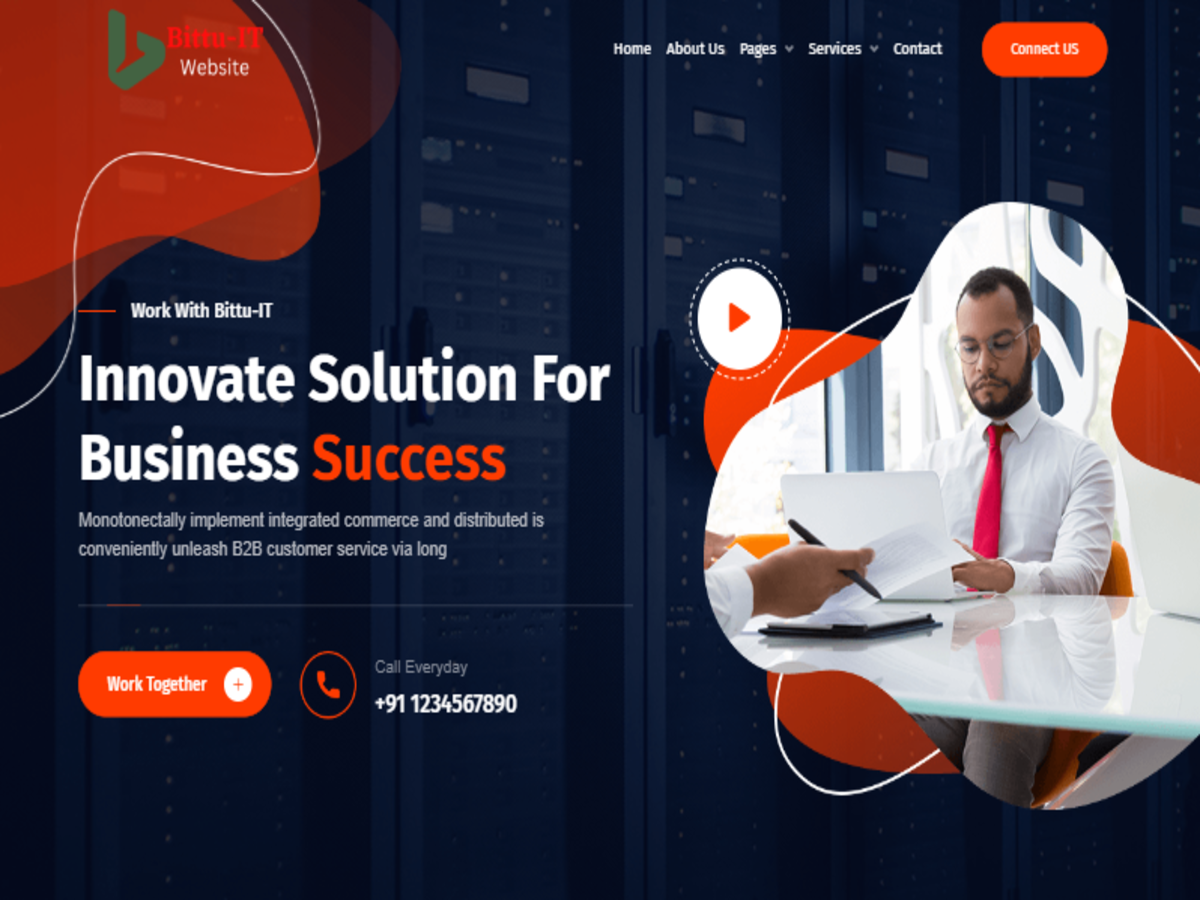 Bittu-IT
Website
Home About Us Pages Services Contact Connect US
Work With Bittu-IT
Innovate Solution For
Business Success
Monotonectally implement integrated commerce and distributed is
conveniently unleash B2B customer service via long
Work Together
Call Everyday
+91 1234567890